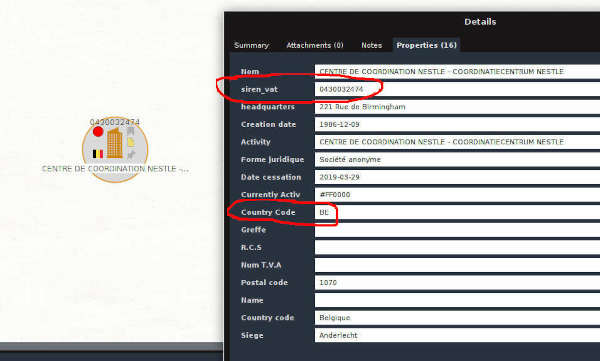 Details
Summary Attachments (0) Notes Properties (16)
Nom CENTRE DE COORDINATION NESTLE - COORDINATIECENTRUM NESTLE
siren_vat 0430032474
headquarters 221 Rue de Birmingham
Creation date 1986-12-09
Activity CENTRE DE COORDINATION NESTLE - COORDINATIECENTRUM NESTLE
Forme juridique Société anonyme
Date cessation 2019-03-29
Currently Activ #FF0000
Country Code BE
Greffe
R.C.S
Num T.V.A
Postal code 1070
Name
Country code Belgique
Siege Anderlecht
0430032474
CENTRE DE COORDINATION NESTLE -...